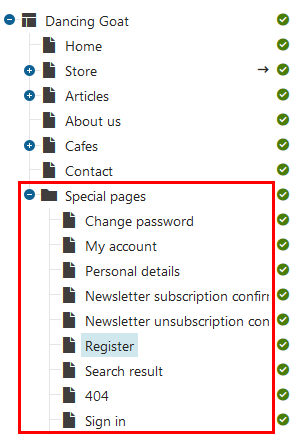 Dancing Goat
Home
Store
Articles
About us
Cafes
Contact
Special pages
Change password
My account
Personal details
Newsletter subscription confir
Newsletter unsubscription con
Register
Search result
404
Sign in